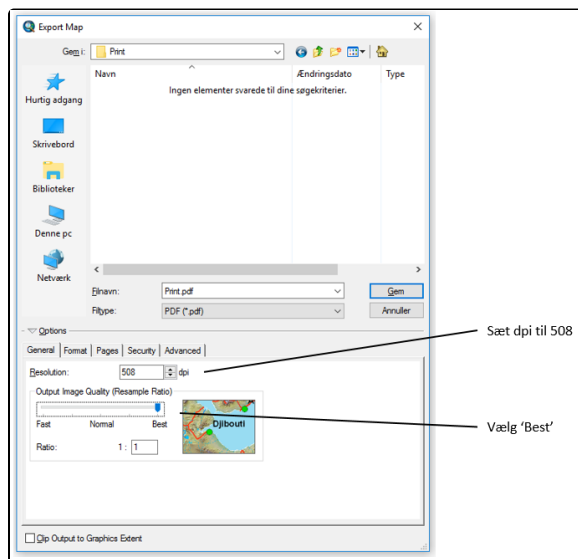 Export Map
Gem i:
Print
Navn
Ændringsdato
Type
Ingen elementer svarede til dine søgekriterier.
Hurtig adgang
Skrivebord
Biblioteker
Denne pc
Netværk
Filnavn:
Print.pdf
Gem
Filtype:
PDF (*.pdf)
Annuller
Options
General
Format
Pages
Security
Advanced
Resolution:
508
dpi
Sæt dpi til 508
Output Image Quality (Resample Ratio)
Fast
Normal
Best
Djibouti
Vælg ‘Best’
Ratio:
1 :
1
Clip Output to Graphics Extent